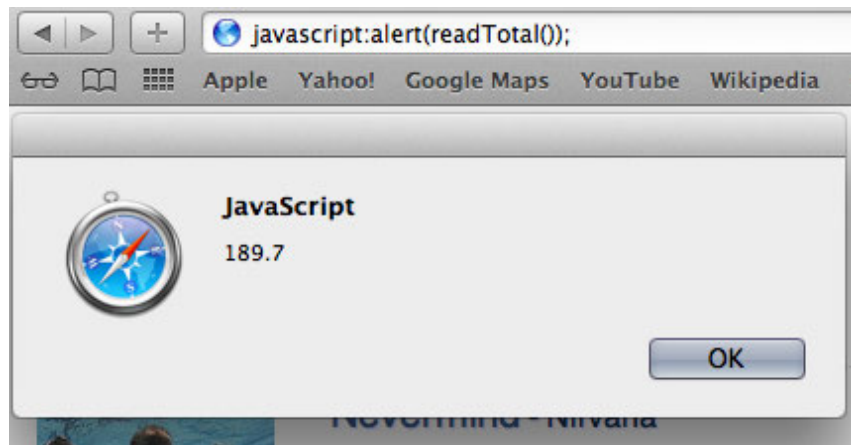 javascript:alert(readTotal());
Apple Yahoo! Google Maps YouTube Wikipedia
JavaScript
189.7
OK
Nevermind - Nirvana